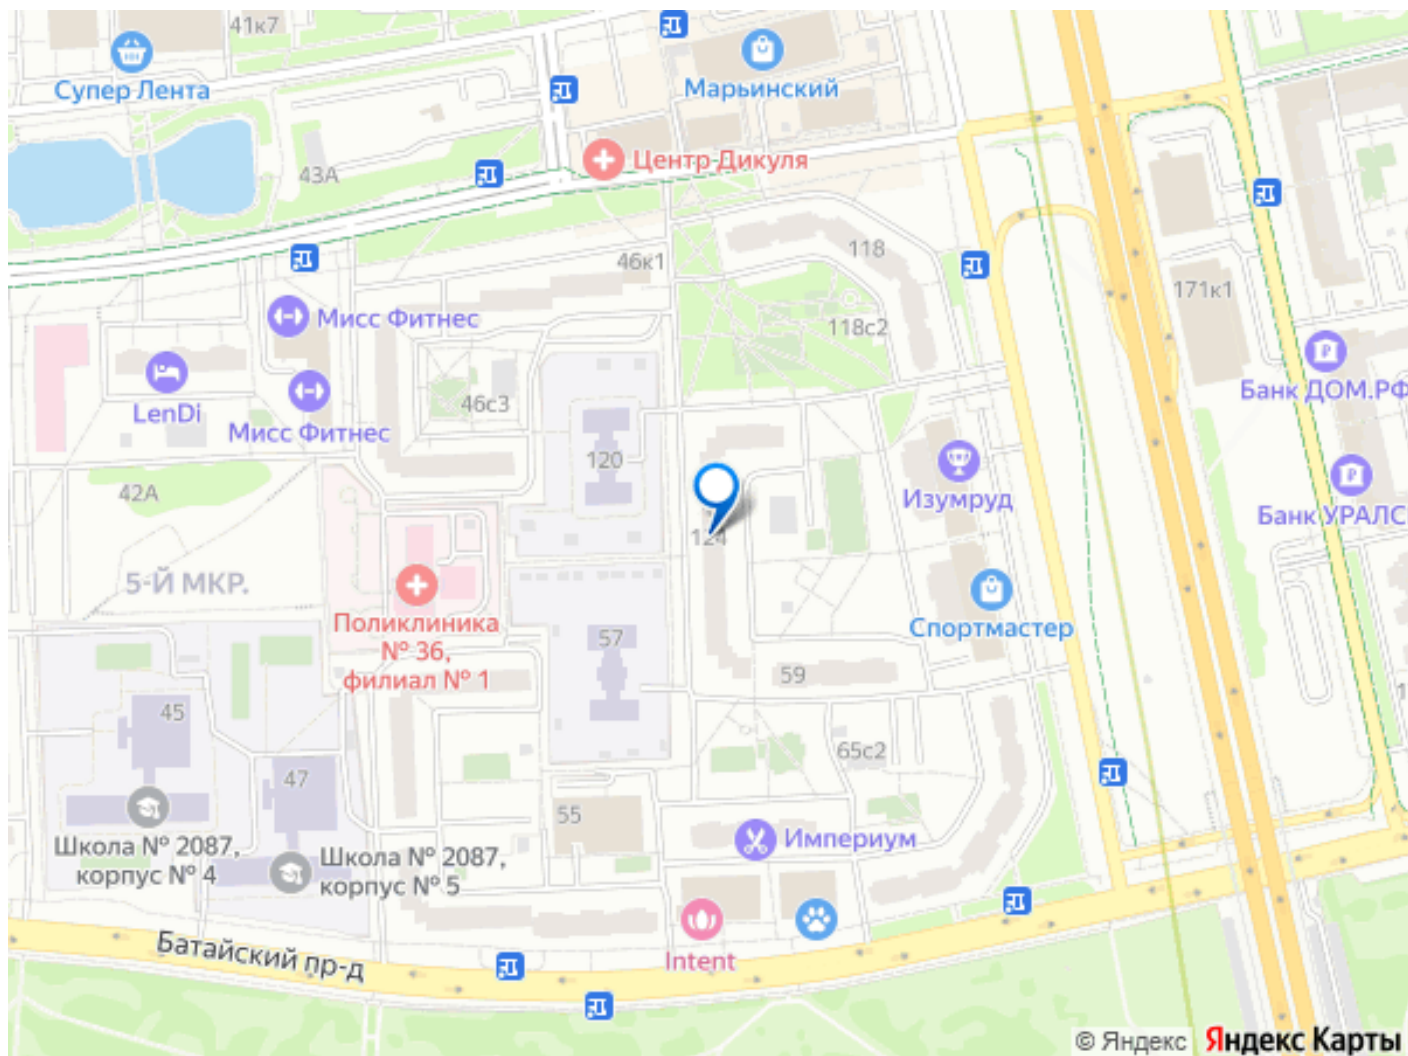 41к7
Супер Лента
Марьинский
Центр Дикуля
43А
118
46к1
171к1
118с2
Мисс Фитнес
Банк ДОМ.РФ
LenDi
46с3
Мисс Фитнес
120
42А
Изумруд
Банк УРАЛС
124
5-Й МКР.
Поликлиника
№ 36,
филиал № 1
57
Спортмастер
59
45
65с2
47
55
Империум
Школа № 2087,
корпус № 4
Школа № 2087,
корпус № 5
Батайский пр-д
Intent
© Яндекс Яндекс Карты